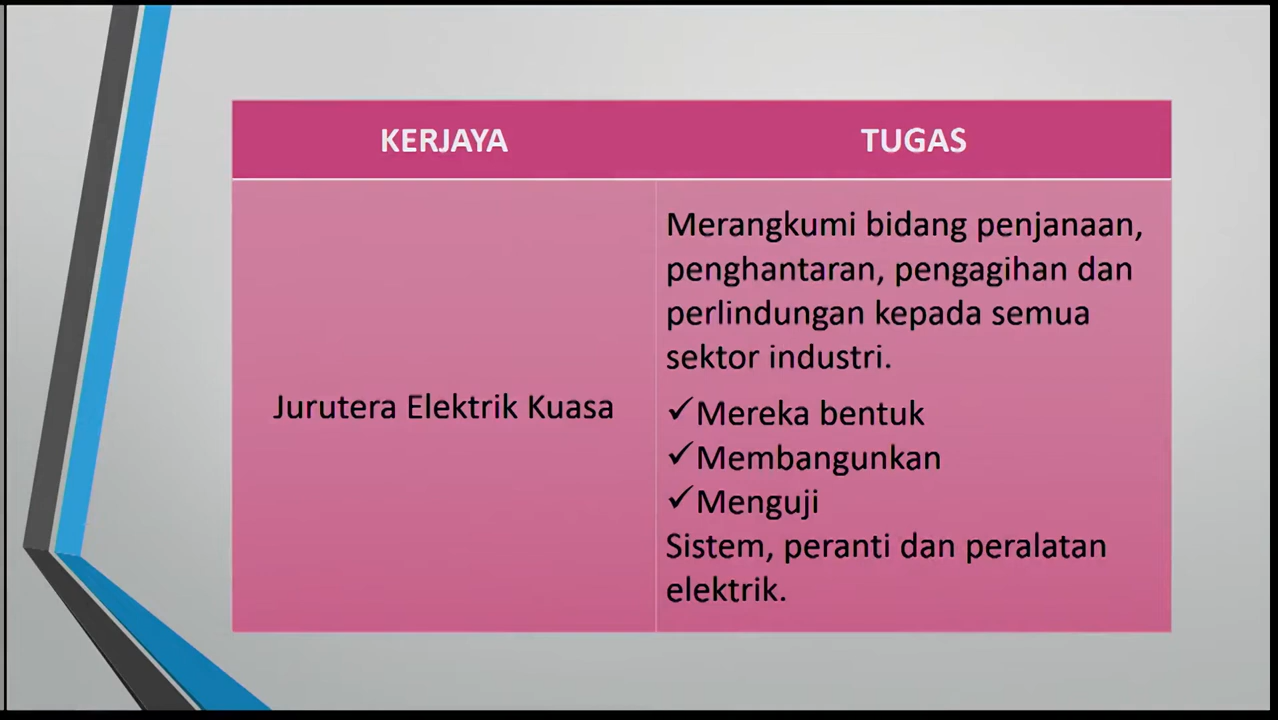 KERJAYA
TUGAS
Jurutera Elektrik Kuasa
Merangkumi bidang penjanaan,
penghantaran, pengagihan dan
perlindungan kepada semua
sektor industri.
✓Mereka bentuk
✓Membangunkan
✓Menguji
Sistem, peranti dan peralatan
elektrik.